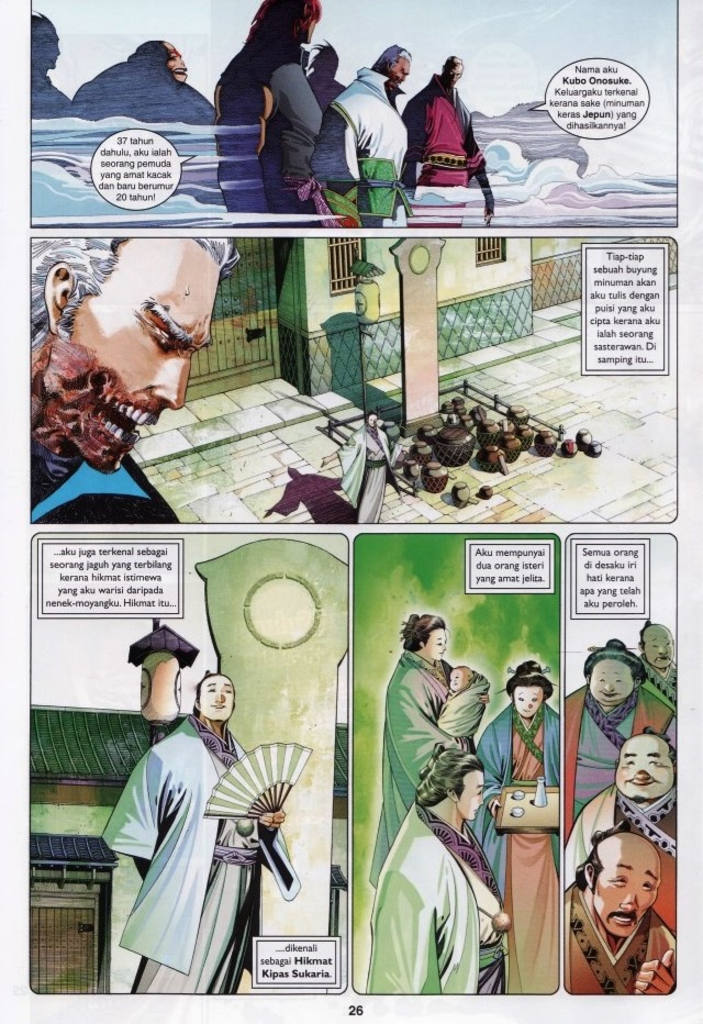 Nama aku
Kubo Onosuke.
Keluargaku terkenal
kerana sake (minuman
keras Jepun) yang
dihasilkannya!
37 tahun
dahulu, aku ialah
seorang pemuda
yang amat kacak
dan baru berumur
20 tahun!
Tiap-tiap
sebuah buyung
minuman akan
aku tulis dengan
puisi yang aku
cipta kerana aku
ialah seorang
sasterawan. Di
samping itu...
...aku juga terkenal sebagai
seorang jaguh yang terbilang
kerana hikmat istimewa
yang aku warisi daripada
nenek-moyangku. Hikmat itu...
....dikenali
sebagai Hikmat
Kipas Sukaria.
Aku mempunyai
dua orang isteri
yang amat jelita.
Semua orang
di desaku iri
hati kerana
apa yang telah
aku peroleh.
26